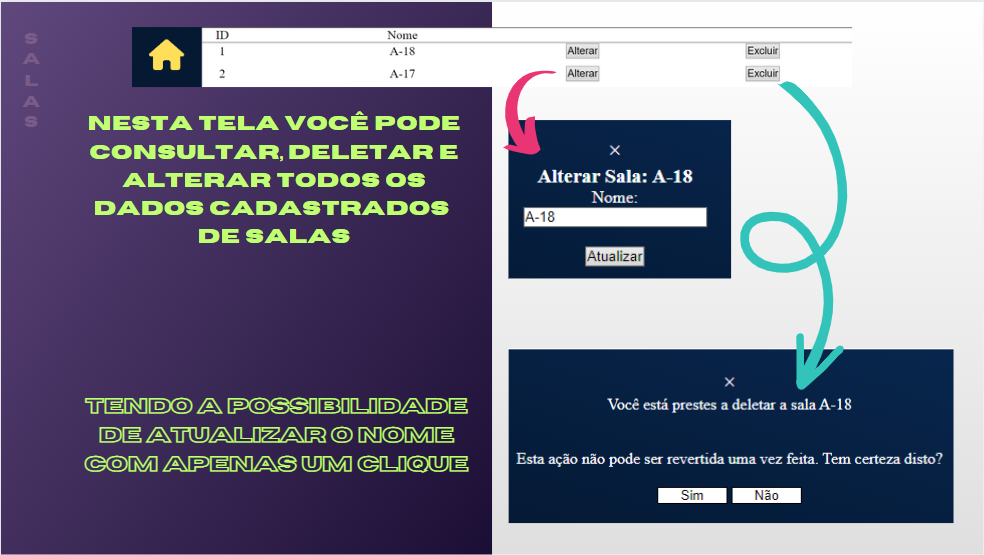 SALAS
ID Nome
1 A-18 Alterar Excluir
2 A-17 Alterar Excluir
NESTA TELA VOCÊ PODE
CONSULTAR, DELETAR E
ALTERAR TODOS OS
DADOS CADASTRADOS
DE SALAS
×
Alterar Sala: A-18
Nome:
A-18
Atualizar
TENDO A POSSIBILIDADE
DE ATUALIZAR O NOME
COM APENAS UM CLIQUE
×
Você está prestes a deletar a sala A-18
Esta ação não pode ser revertida uma vez feita. Tem certeza disto?
Sim Não